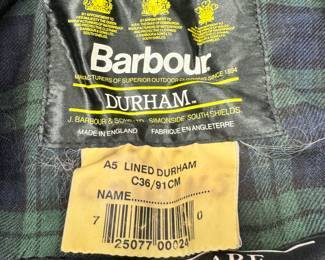 Barbour
MANUFACTURERS OF SUPERIOR OUTDOOR CLOTHING SINCE 1894
DURHAM
J. BARBOUR & SONS LTD. SIMONSIDE SOUTH SHIELDS.
MADE IN ENGLAND FABRIQUE EN ANGLETERRE
A5 LINED DURHAM
C36/91CM
NAME
7 25077 00024 0